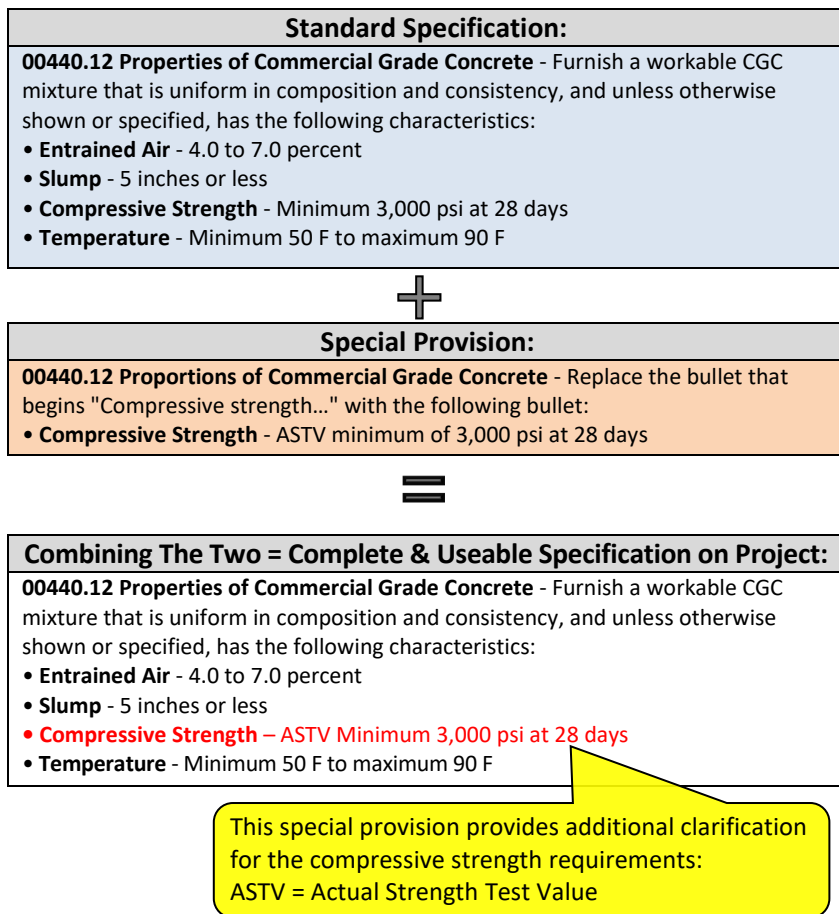 Standard Specification:
00440.12 Properties of Commercial Grade Concrete - Furnish a workable CGC
mixture that is uniform in composition and consistency, and unless otherwise
shown or specified, has the following characteristics:
• Entrained Air - 4.0 to 7.0 percent
• Slump - 5 inches or less
• Compressive Strength - Minimum 3,000 psi at 28 days
• Temperature - Minimum 50 F to maximum 90 F
+
Special Provision:
00440.12 Proportions of Commercial Grade Concrete - Replace the bullet that
begins "Compressive strength…" with the following bullet:
• Compressive Strength - ASTV minimum of 3,000 psi at 28 days
=
Combining The Two = Complete & Useable Specification on Project:
00440.12 Properties of Commercial Grade Concrete - Furnish a workable CGC
mixture that is uniform in composition and consistency, and unless otherwise
shown or specified, has the following characteristics:
• Entrained Air - 4.0 to 7.0 percent
• Slump - 5 inches or less
• Compressive Strength – ASTV Minimum 3,000 psi at 28 days
• Temperature - Minimum 50 F to maximum 90 F
This special provision provides additional clarification
for the compressive strength requirements:
ASTV = Actual Strength Test Value